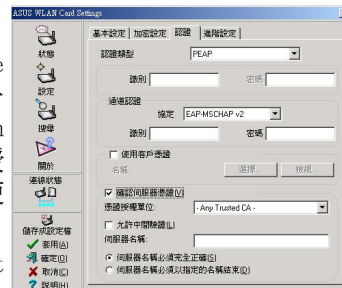 ASUS WLAN Card Settings
狀態
設定
搜尋
關於
連線狀態
儲存成設定檔
套用(A)
確定(O)
取消(C)
說明(H)
基本設定
加密設定
認證
進階設定
認證類型
PEAP
識別
密碼
通道認證
協定
EAP-MSCHAP v2
識別
密碼
使用客戶憑證
名稱:
選擇...
檢視...
確認伺服器憑證(V)
憑證授權單位:
- Any Trusted CA -
允許中間驗證(L)
伺服器名稱:
伺服器名稱必須完全正確(S)
伺服器名稱必須以指定的名稱結束(D)